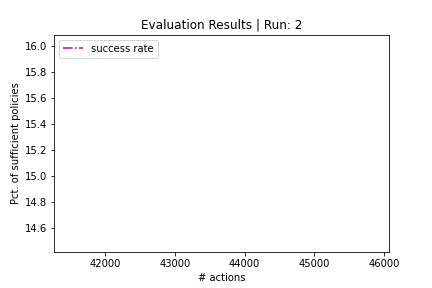 Evaluation Results | Run: 2
success rate
Pct. of sufficient policies
16.0
15.8
15.6
15.4
15.2
15.0
14.8
14.6
42000 43000 44000 45000 46000
# actions